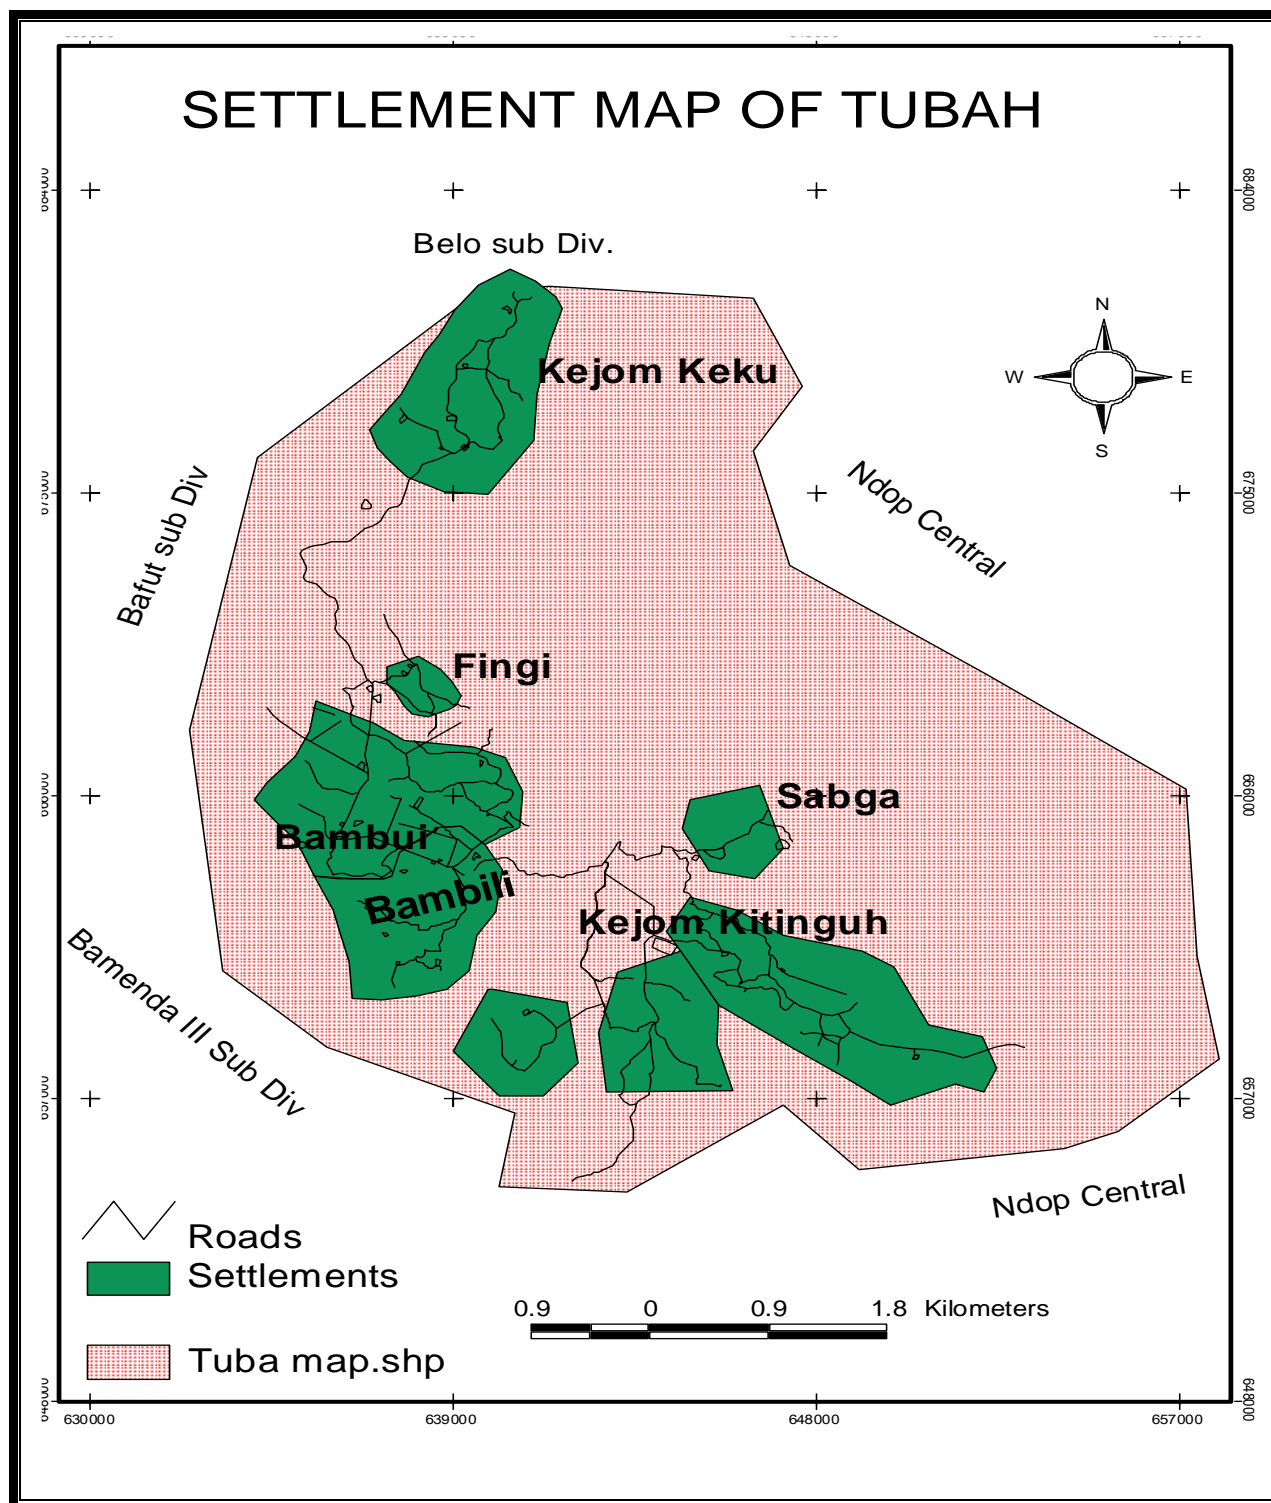 SETTLEMENT MAP OF TUBAH
684000
Belo sub Div.
N
W
E
S
Kejom Keku
Ndop Central
675000
Bafut sub Div
Fingi
Sabga
666000
Bambui
Bambili
Kejom Kitinguh
Bamenda III Sub Div
657000
Ndop Central
Roads
Settlements
0.9 0 0.9 1.8 Kilometers
Tuba map.shp
648000
630000 639000 648000 657000